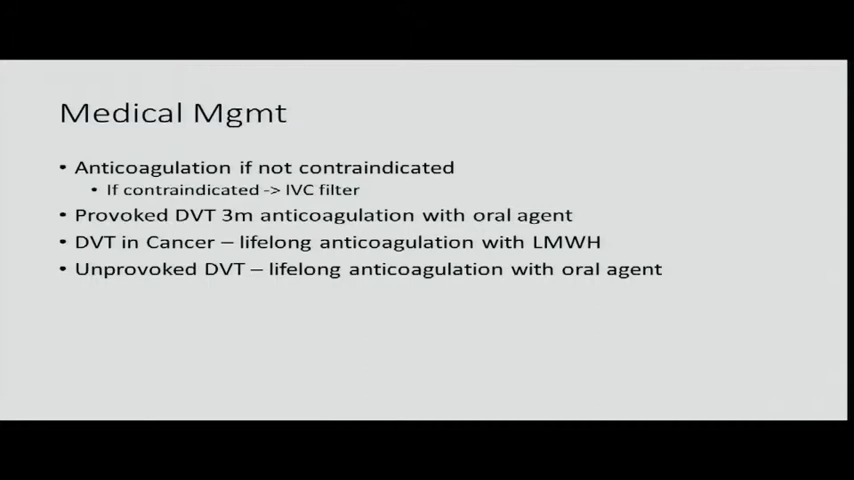 Medical Mgmt
• Anticoagulation if not contraindicated
• If contraindicated -> IVC filter
• Provoked DVT 3m anticoagulation with oral agent
• DVT in Cancer – lifelong anticoagulation with LMWH
• Unprovoked DVT – lifelong anticoagulation with oral agent